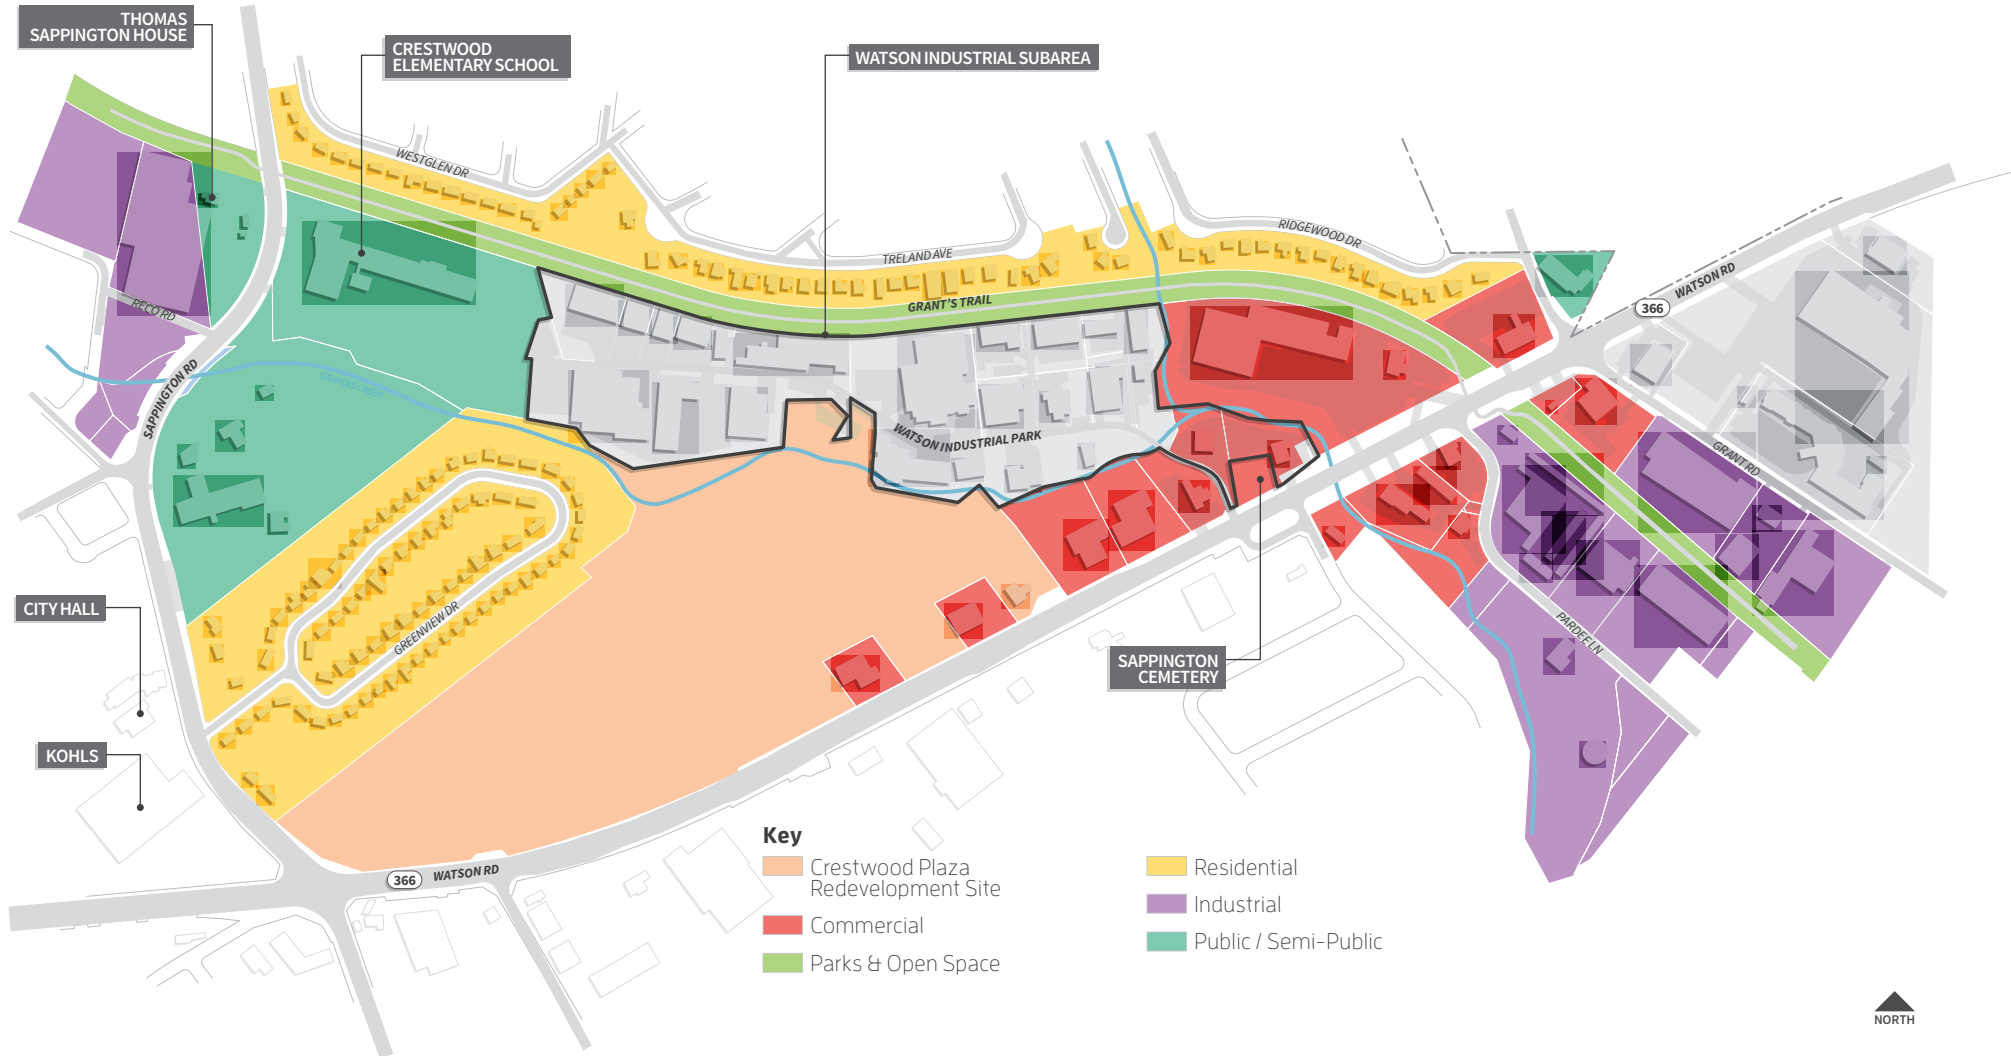 THOMAS
SAPPINGTON HOUSE
CRESTWOOD
ELEMENTARY SCHOOL
WATSON INDUSTRIAL SUBAREA
WESTGLEN DR
TRELAND AVE
RIDGEWOOD DR
GRANT'S TRAIL
WATSON RD
366
RECO RD
SAPPINGTON RD
GRAVOIS CREEK
WATSON INDUSTRIAL PARK
GRANT RD
CITY HALL
GREENVIEW DR
SAPPINGTON
CEMETERY
PARDEE LN
KOHLS
366
WATSON RD
Key
Crestwood Plaza
Redevelopment Site
Commercial
Parks & Open Space
Residential
Industrial
Public / Semi-Public
NORTH